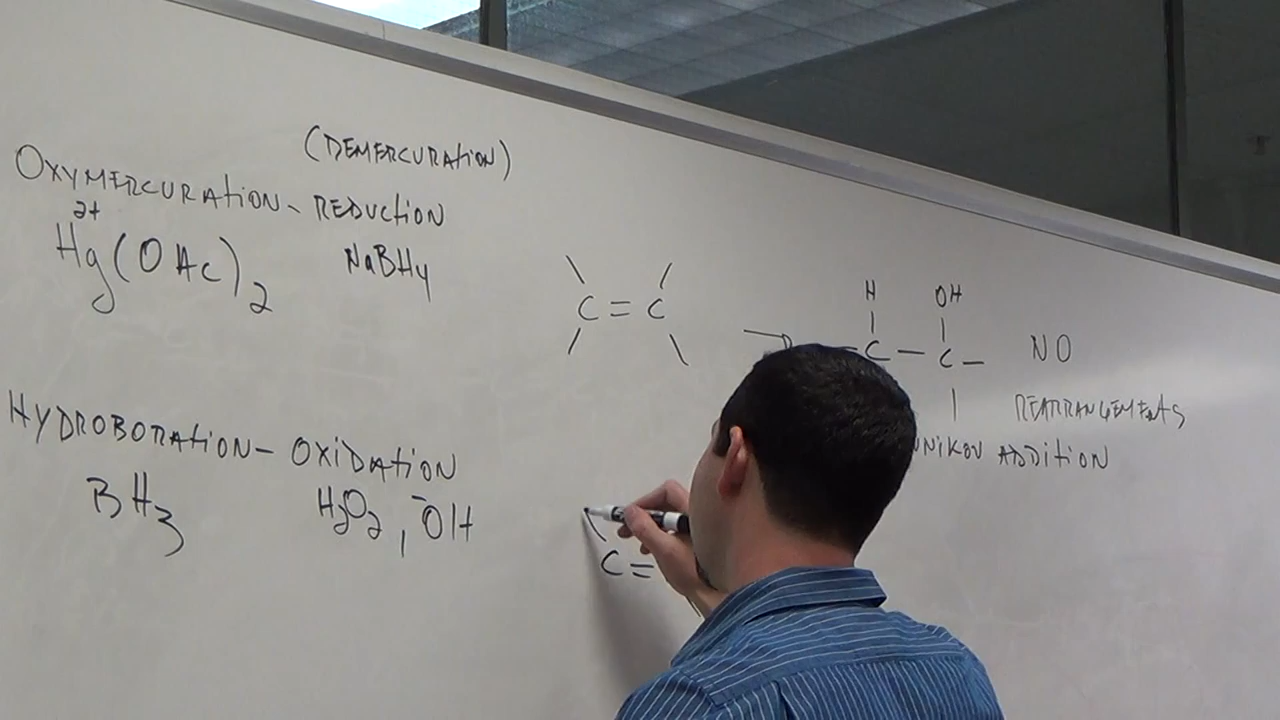 (DEMERCURATION)
OXYMERCURATION - REDUCTION
2+
Hg(OAc)2 NaBH4
C = C
H OH
C — C — NO
REARRANGEMENTS
ADDITION
HYDROBORATION - OXIDATION
BH3 H2O2, -OH
C =